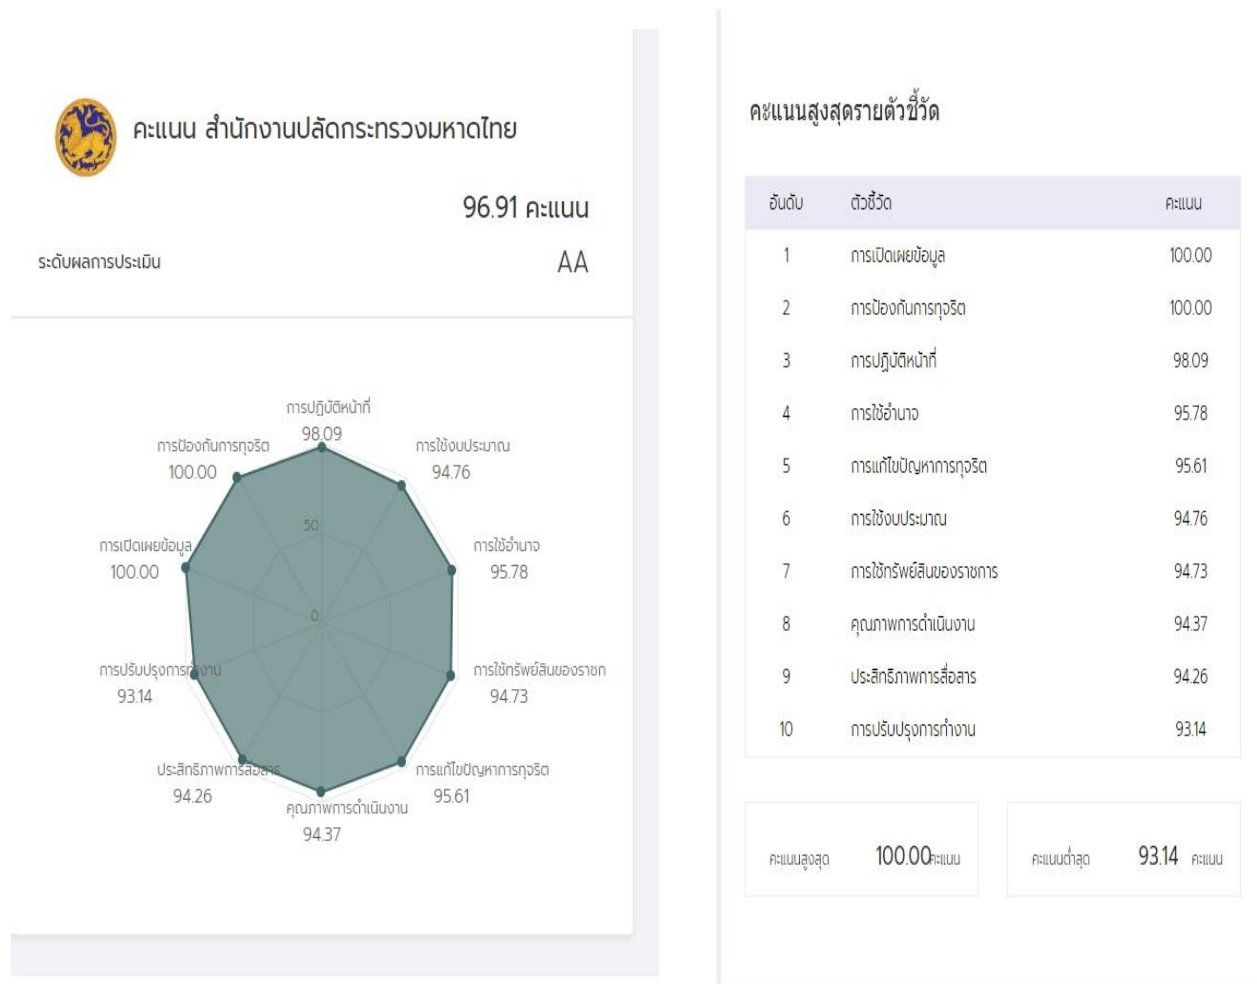 คะแนน สำนักงานปลัดกระทรวงมหาดไทย
96.91 คะแนน
ระดับผลการประเมิน AA
การปฏิบัติหน้าที่
98.09
การป้องกันการทุจริต
100.00
การใช้งบประมาณ
94.76
50
การเปิดเผยข้อมูล
100.00
การใช้อำนาจ
95.78
0
การปรับปรุงการทำงาน
93.14
การใช้ทรัพย์สินของราชก
94.73
ประสิทธิภาพการสื่อสาร
94.26
การแก้ไขปัญหาการทุจริต
95.61
คุณภาพการดำเนินงาน
94.37
คะแนนสูงสุดรายตัวชี้วัด
อันดับ ตัวชี้วัด คะแนน
1 การเปิดเผยข้อมูล 100.00
2 การป้องกันการทุจริต 100.00
3 การปฏิบัติหน้าที่ 98.09
4 การใช้อำนาจ 95.78
5 การแก้ไขปัญหาการทุจริต 95.61
6 การใช้งบประมาณ 94.76
7 การใช้ทรัพย์สินของราชการ 94.73
8 คุณภาพการดำเนินงาน 94.37
9 ประสิทธิภาพการสื่อสาร 94.26
10 การปรับปรุงการทำงาน 93.14
คะแนนสูงสุด 100.00 คะแนน
คะแนนต่ำสุด 93.14 คะแนน